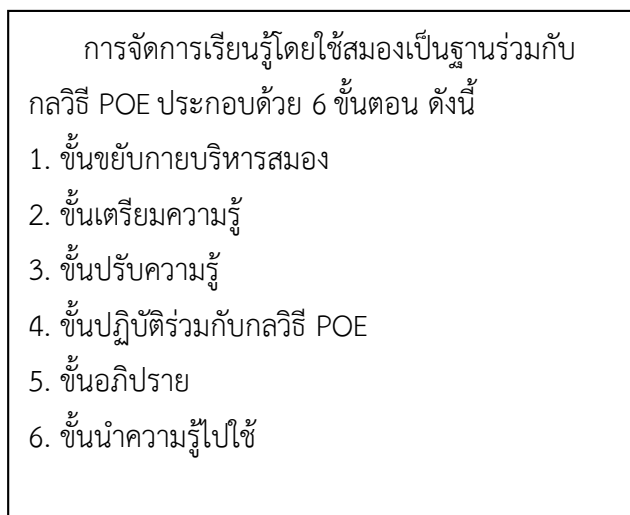 การจัดการเรียนรู้โดยใช้สมองเป็นฐานร่วมกับ
กลวิธี POE ประกอบด้วย 6 ขั้นตอน ดังนี้
1. ขั้นขยับกายบริหารสมอง
2. ขั้นเตรียมความรู้
3. ขั้นปรับความรู้
4. ขั้นปฏิบัติร่วมกับกลวิธี POE
5. ขั้นอภิปราย
6. ขั้นนำความรู้ไปใช้